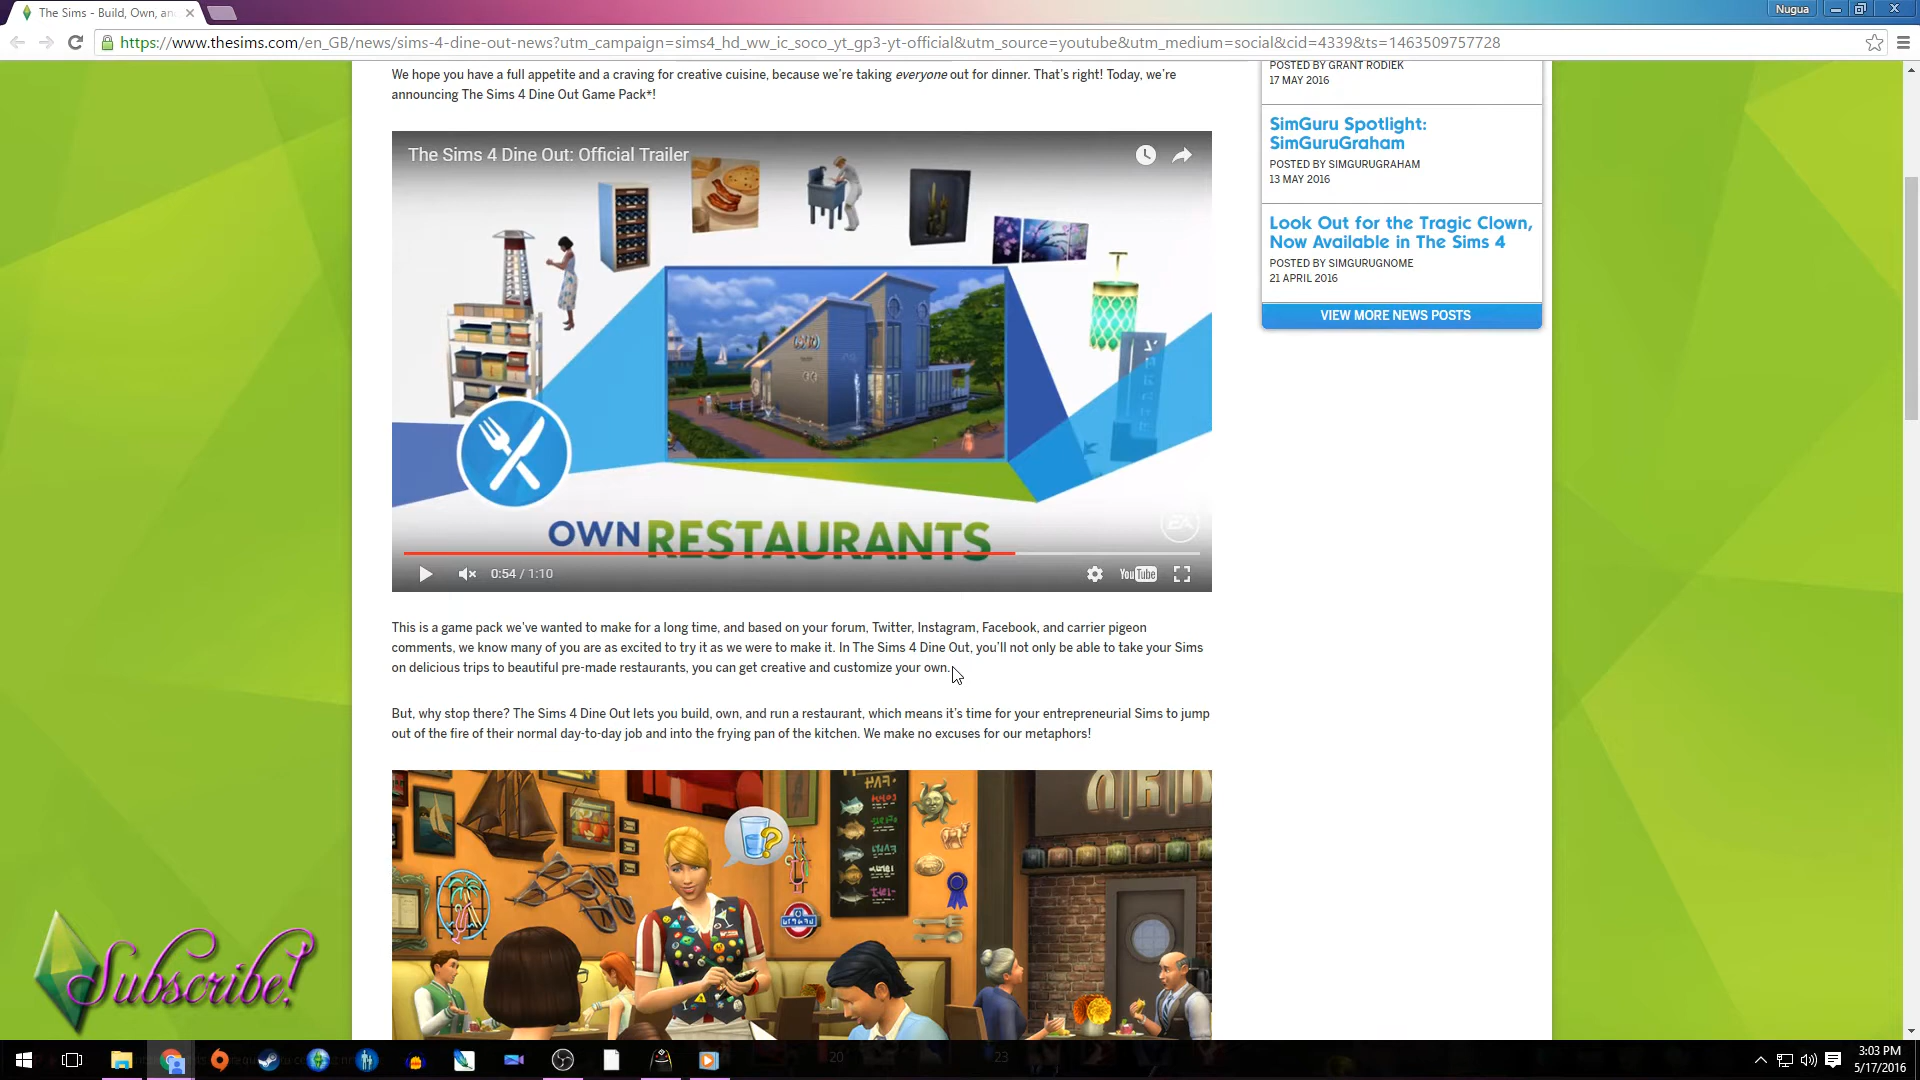 The Sims - Build, Own, an
Nugua
https://www.thesims.com/en_GB/news/sims-4-dine-out-news?utm_campaign=sims4_hd_ww_ic_soco_yt_gp3-yt-official&utm_source=youtube&utm_medium=social&cid=4339&ts=1463509757728
We hope you have a full appetite and a craving for creative cuisine, because we're taking everyone out for dinner. That's right! Today, we're
announcing The Sims 4 Dine Out Game Pack*!
The Sims 4 Dine Out: Official Trailer
OWN RESTAURANTS
EA
0:54 / 1:10
YouTube
This is a game pack we've wanted to make for a long time, and based on your forum, Twitter, Instagram, Facebook, and carrier pigeon
comments, we know many of you are as excited to try it as we were to make it. In The Sims 4 Dine Out, you'll not only be able to take your Sims
on delicious trips to beautiful pre-made restaurants, you can get creative and customize your own.
But, why stop there? The Sims 4 Dine Out lets you build, own, and run a restaurant, which means it's time for your entrepreneurial Sims to jump
out of the fire of their normal day-to-day job and into the frying pan of the kitchen. We make no excuses for our metaphors!
POSTED BY GRANT RODIEK
17 MAY 2016
SimGuru Spotlight:
SimGuruGraham
POSTED BY SIMGURUGRAHAM
13 MAY 2016
Look Out for the Tragic Clown,
Now Available in The Sims 4
POSTED BY SIMGURUGNOME
21 APRIL 2016
VIEW MORE NEWS POSTS
Subscribe!
20
23
3:03 PM
5/17/2016